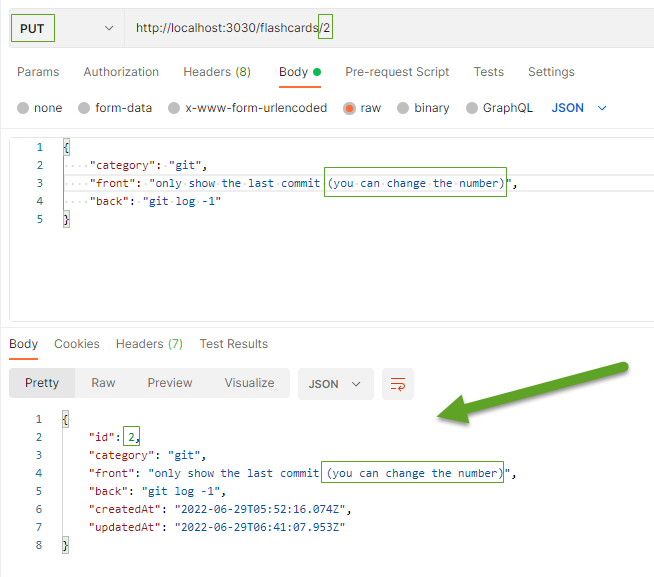 PUT http://localhost:3030/flashcards/2
Params Authorization Headers (8) Body Pre-request Script Tests Settings
none form-data x-www-form-urlencoded raw binary GraphQL JSON
1 {
2 "category": "git",
3 "front": "only show the last commit (you can change the number)",
4 "back": "git log -1"
5 }
Body Cookies Headers (7) Test Results
Pretty Raw Preview Visualize JSON
1 {
2 "id": 2,
3 "category": "git",
4 "front": "only show the last commit (you can change the number)",
5 "back": "git log -1",
6 "createdAt": "2022-06-29T05:52:16.074Z",
7 "updatedAt": "2022-06-29T06:41:07.953Z"
8 }